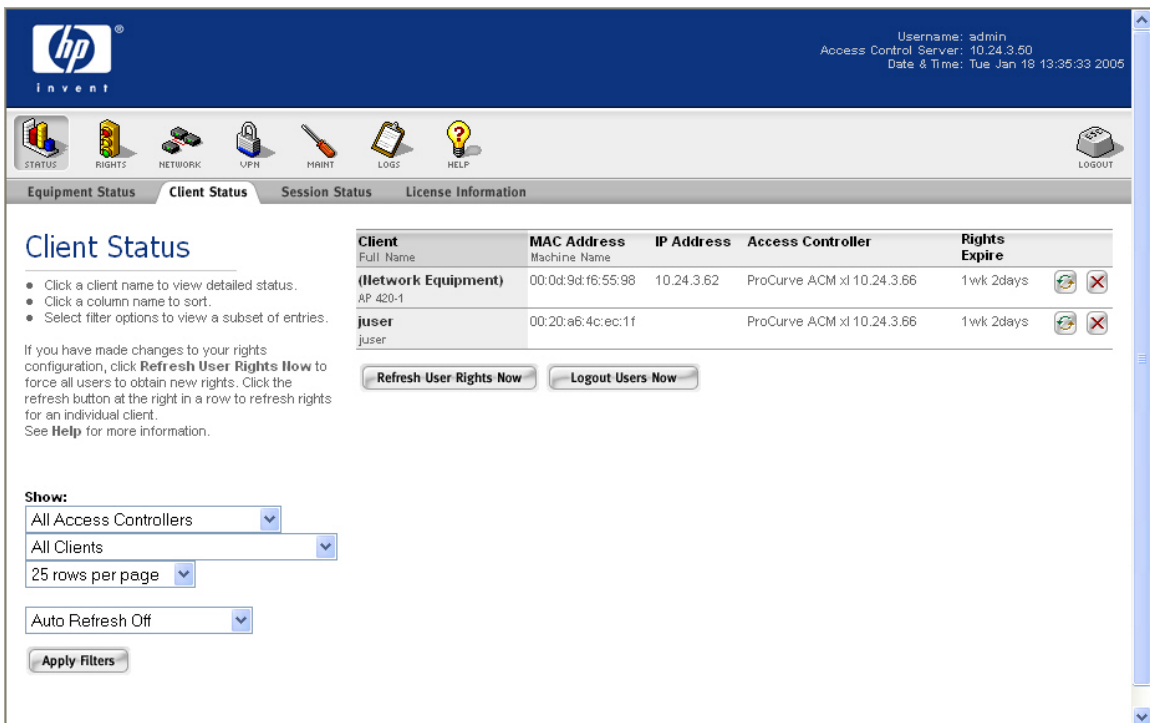 hp ®
invent
Username: admin
Access Control Server: 10.24.3.50
Date & Time: Tue Jan 18 13:35:33 2005
STATUS RIGHTS NETWORK VPN MAINT LOGS HELP LOGOUT
Equipment Status Client Status Session Status License Information
Client Status
• Click a client name to view detailed status.
• Click a column name to sort.
• Select filter options to view a subset of entries.
If you have made changes to your rights
configuration, click Refresh User Rights Now to
force all users to obtain new rights. Click the
refresh button at the right in a row to refresh rights
for an individual client.
See Help for more information.
Show:
All Access Controllers
All Clients
25 rows per page
Auto Refresh Off
Apply Filters
Client MAC Address IP Address Access Controller Rights
Full Name Machine Name Expire
(Network Equipment) 00:0d:9d:f6:55:98 10.24.3.62 ProCurve ACM xl 10.24.3.66 1wk 2days
AP 420-1
juser 00:20:a6:4c:ec:1f ProCurve ACM xl 10.24.3.66 1wk 2days
juser
Refresh User Rights Now Logout Users Now